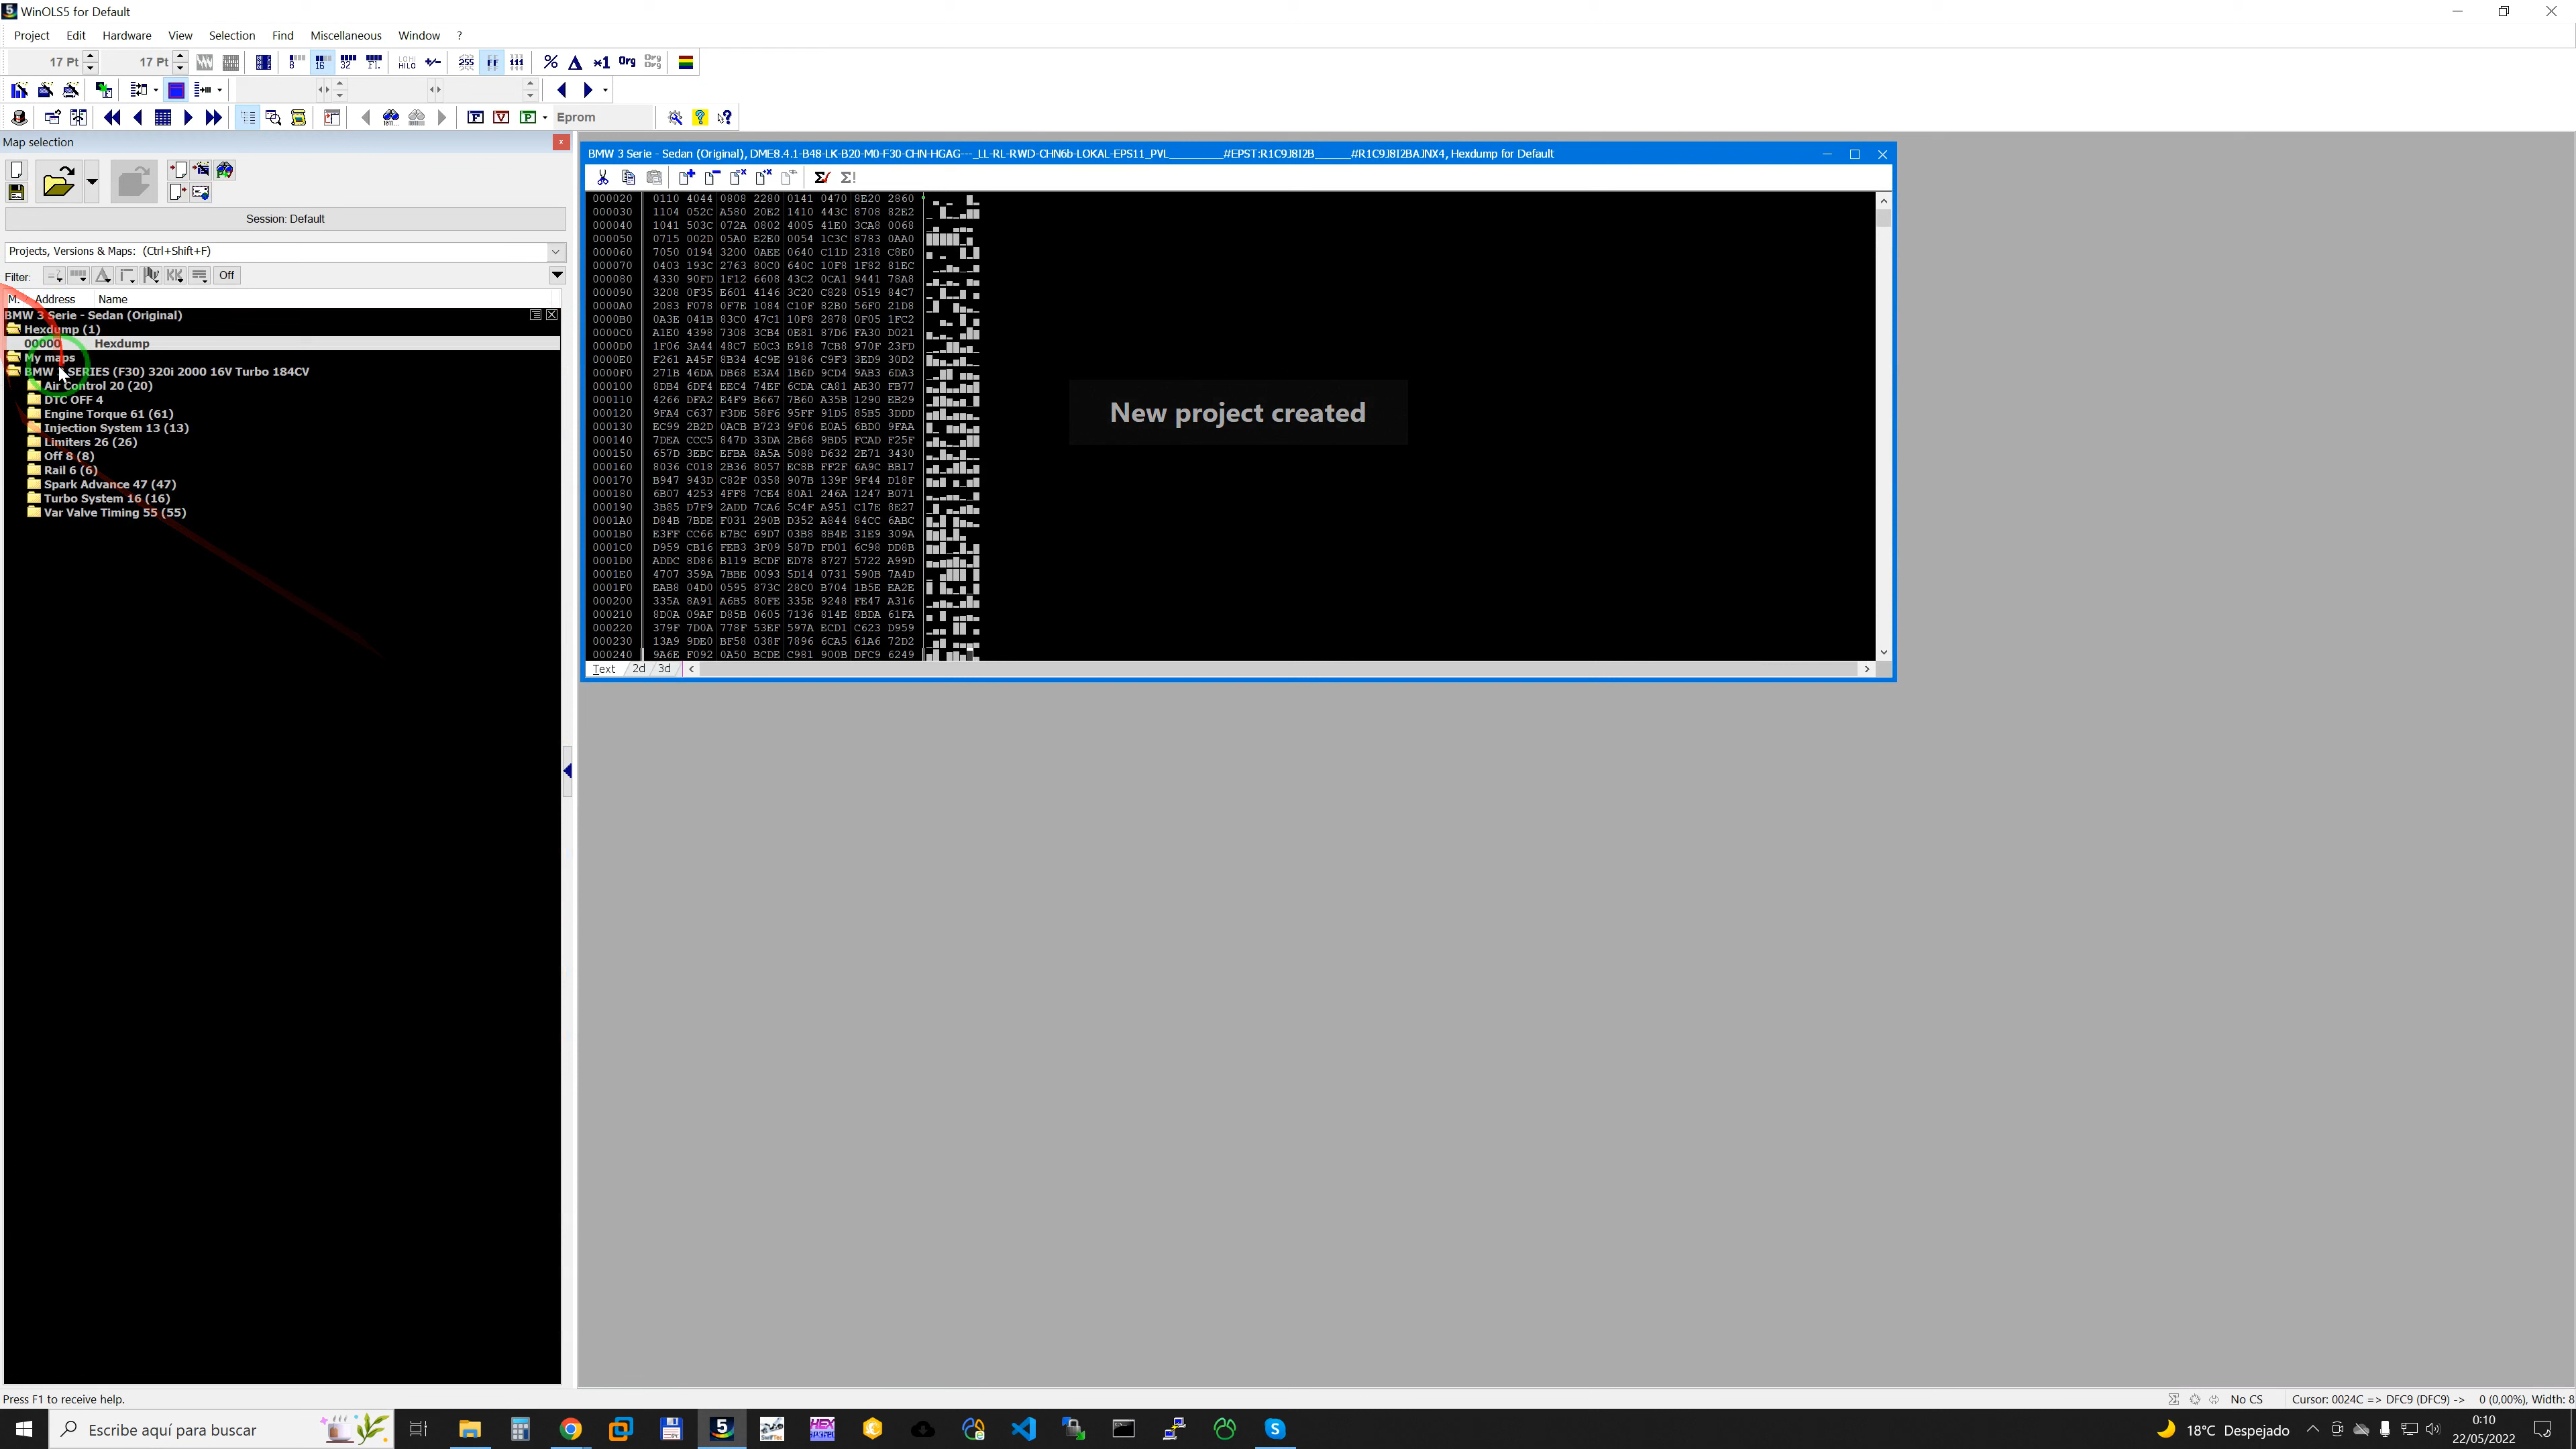 WinOLS5 for Default
Project Edit Hardware View Selection Find Miscellaneous Window ?
17 Pt 17 Pt 8 16 32 Fl. LOHI HILO +/- 255 FF 111 % *1 Org Org
Eprom
Map selection
Session: Default
Projects, Versions & Maps: (Ctrl+Shift+F)
Filter: Off
M. Address Name
BMW 3 Serie - Sedan (Original)
Hexdump (1)
00000 Hexdump
My maps
BMW 3 SERIES (F30) 320i 2000 16V Turbo 184CV
Air Control 20 (20)
DTC OFF 4
Engine Torque 61 (61)
Injection System 13 (13)
Limiters 26 (26)
Off 8 (8)
Rail 6 (6)
Spark Advance 47 (47)
Turbo System 16 (16)
Var Valve Timing 55 (55)
BMW 3 Serie - Sedan (Original), DME8.4.1-B48-LK-B20-M0-F30-CHN-HGAG---_LL-RL-RWD-CHN6b-LOKAL-EPS11_PVL_________#EPST:R1C9J8I2B______#R1C9J8I2BAJNX4, Hexdump for Default
000020 0110 4044 0808 2280 0141 0470 8E20 2860
000030 1104 052C A580 20E2 1410 443C 8708 82E2
000040 1041 503C 072A 0802 4005 41E0 3CA8 0068
000050 0715 002D 05A0 E2E0 0054 1C3C 8783 0AA0
000060 7050 0194 3200 0AEE 0640 C11D 2318 C8E0
000070 0403 193C 2763 80C0 640C 10F8 1F82 81EC
000080 4330 90FD 1F12 6608 43C2 0CA1 9441 78A8
000090 3208 0F35 E601 4146 3C20 C828 0519 84C7
0000A0 2083 F078 0F7E 1084 C10F 82B0 56F0 21D8
0000B0 0A3E 041B 83C0 47C1 10F8 2878 0F05 1FC2
0000C0 A1E0 4398 7308 3CB4 0E81 87D6 FA30 D021
0000D0 1F06 3A44 48C7 E0C3 E918 7CB8 970F 23FD
0000E0 F261 A45F 8B34 4C9E 9186 C9F3 3ED9 30D2
0000F0 271B 46DA DB68 E3A4 1B6D 9CD4 9AB3 6DA3
000100 8DB4 6DF4 EEC4 74EF 6CDA CA81 AE30 FB77
000110 4266 DFA2 E4F9 B667 7B60 A35B 1290 EB29
000120 9FA4 C637 F3DE 58F6 95FF 91D5 85B5 3DDD
000130 EC99 2B2D 0ACB B723 9F06 E0A5 6BD0 9FAA
000140 7DEA CCC5 847D 33DA 2B68 9BD5 FCAD F25F
000150 657D 3EBC EFBA 8A5A 5088 D632 2E71 3430
000160 8036 C018 2B36 8057 EC8B FF2F 6A9C BB17
000170 B947 943D C82F 0358 907B 139F 9F44 D18F
000180 6B07 4253 4FF8 7CE4 80A1 246A 1247 B071
000190 3B85 D7F9 2ADD 7CA6 5C4F A951 C17E 8E27
0001A0 D84B 7BDE F031 290B D352 A844 84CC 6ABC
0001B0 E3FF CC66 E7BC 69D7 03B8 8B4E 31E9 309A
0001C0 D959 CB16 FEB3 3F09 587D FD01 6C98 DD8B
0001D0 ADDC 8D86 B119 BCDF ED78 8727 5722 A99D
0001E0 4707 359A 7BBE 0093 5D14 0731 590B 7A4D
0001F0 EAB8 04D0 0595 873C 28C0 B704 1B5E EA2E
000200 335A 8A91 A6B5 80FE 335E 9248 FE47 A316
000210 8D0A 09AF D85B 0605 7136 814E 8BDA 61FA
000220 379F 7D0A 778F 53EF 597A ECD1 C623 D959
000230 13A9 9DE0 BF58 038F 7896 6CA5 61A6 72D2
000240 9A6E F092 0A50 BCDE C981 900B DFC9 6249
New project created
Text 2d 3d
Press F1 to receive help.
No CS Cursor: 0024C => DFC9 (DFC9) -> 0 (0,00%), Width: 8
Escribe aquí para buscar
18°C Despejado
0:10
22/05/2022